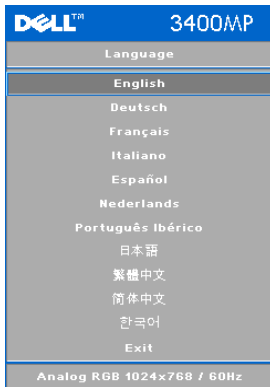 DELL™ 3400MP
Language
English
Deutsch
Français
Italiano
Español
Nederlands
Português Ibérico
日本語
繁體中文
简体中文
한국어
Exit
Analog RGB 1024x768 / 60Hz